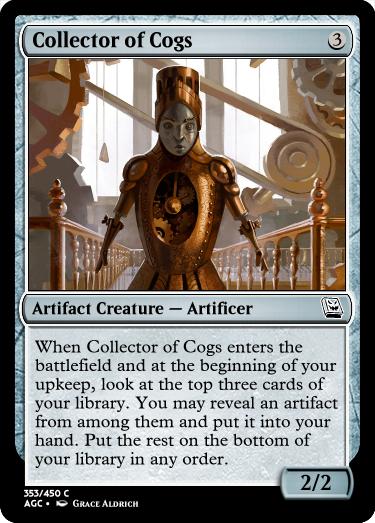 Collector of Cogs 3
Artifact Creature — Artificer
When Collector of Cogs enters the
battlefield and at the beginning of your
upkeep, look at the top three cards of
your library. You may reveal an artifact
from among them and put it into your
hand. Put the rest on the bottom of
your library in any order.
2/2
353/450 C
AGC • Grace Aldrich